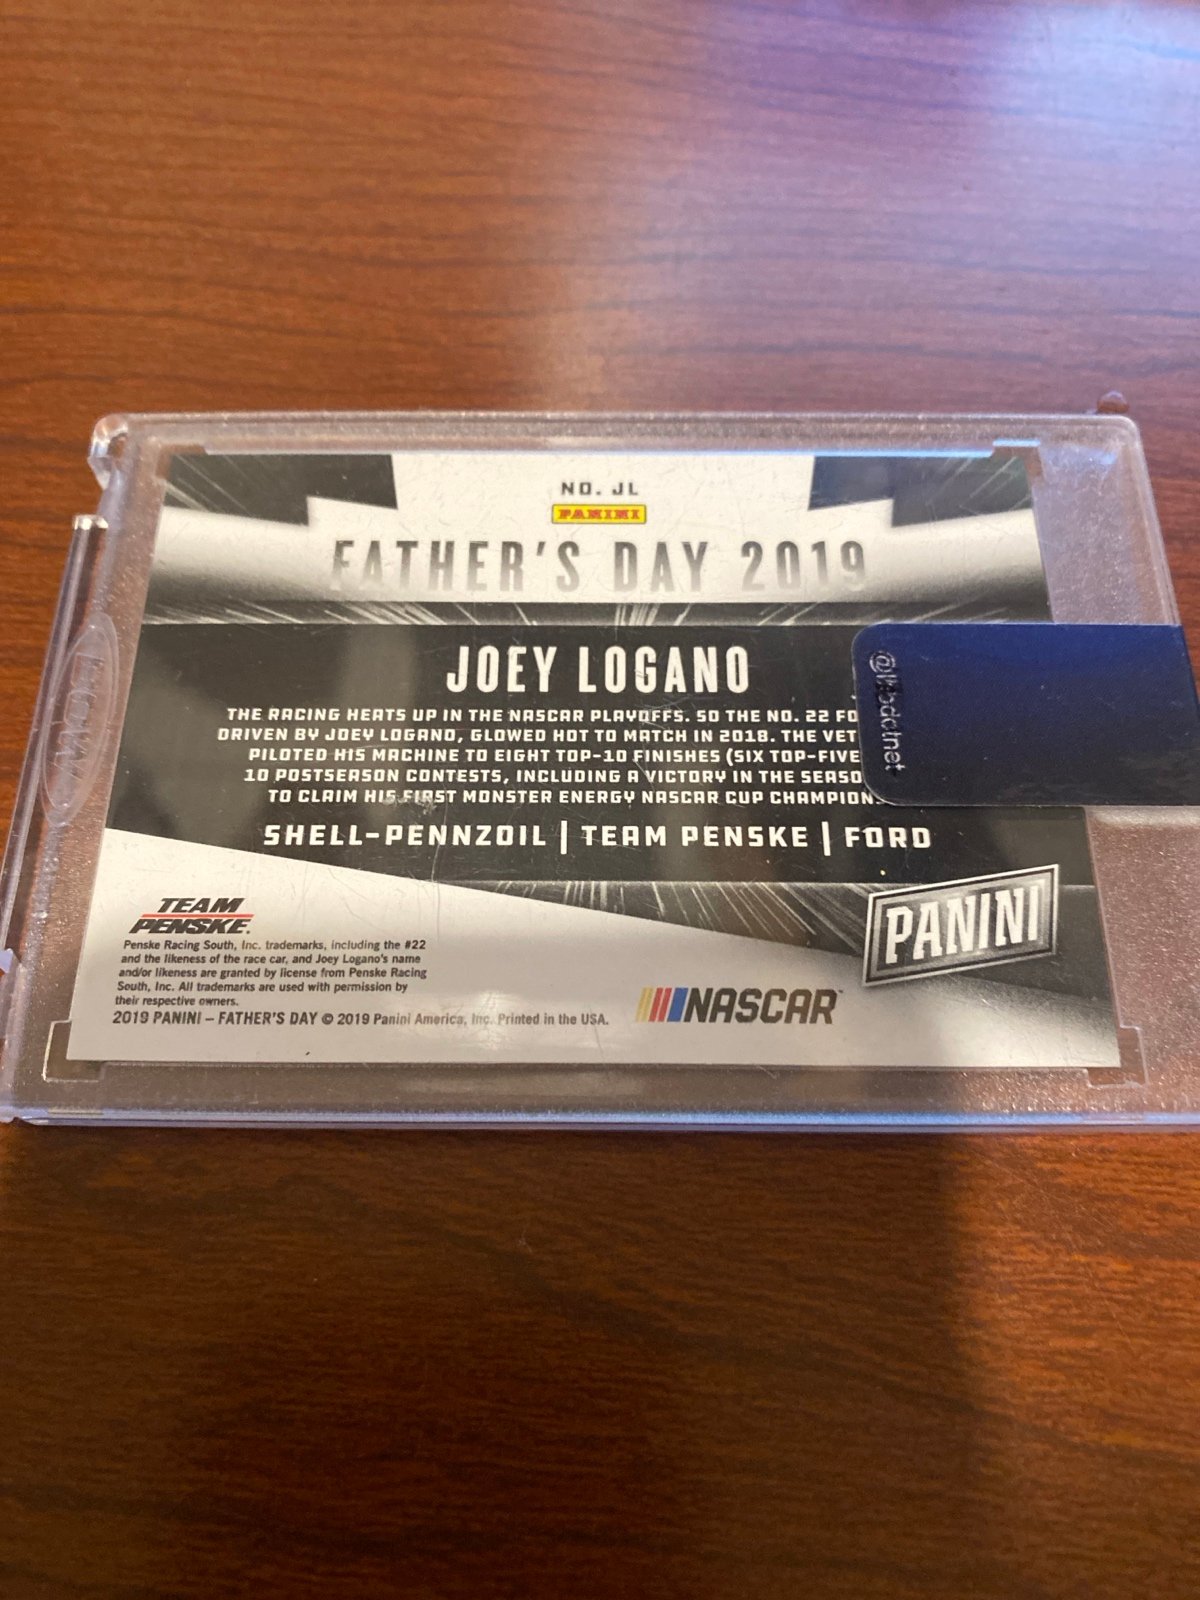 NO. JL
PANINI
FATHER'S DAY 2019
JOEY LOGANO
THE RACING HEATS UP IN THE NASCAR PLAYOFFS. SO THE NO. 22 FO
DRIVEN BY JOEY LOGANO, GLOWED HOT TO MATCH IN 2018. THE VET
PILOTED HIS MACHINE TO EIGHT TOP-10 FINISHES (SIX TOP-FIVE
10 POSTSEASON CONTESTS, INCLUDING A VICTORY IN THE SEASO
TO CLAIM HIS FIRST MONSTER ENERGY NASCAR CUP CHAMPION
SHELL-PENNZOIL | TEAM PENSKE | FORD
TEAM
PENSKE.
Penske Racing South, Inc. trademarks, including the #22
and the likeness of the race car, and Joey Logano's name
and/or likeness are granted by license from Penske Racing
South, Inc. All trademarks are used with permission by
their respective owners.
2019 PANINI – FATHER'S DAY © 2019 Panini America, Inc. Printed in the USA.
NASCAR
PANINI